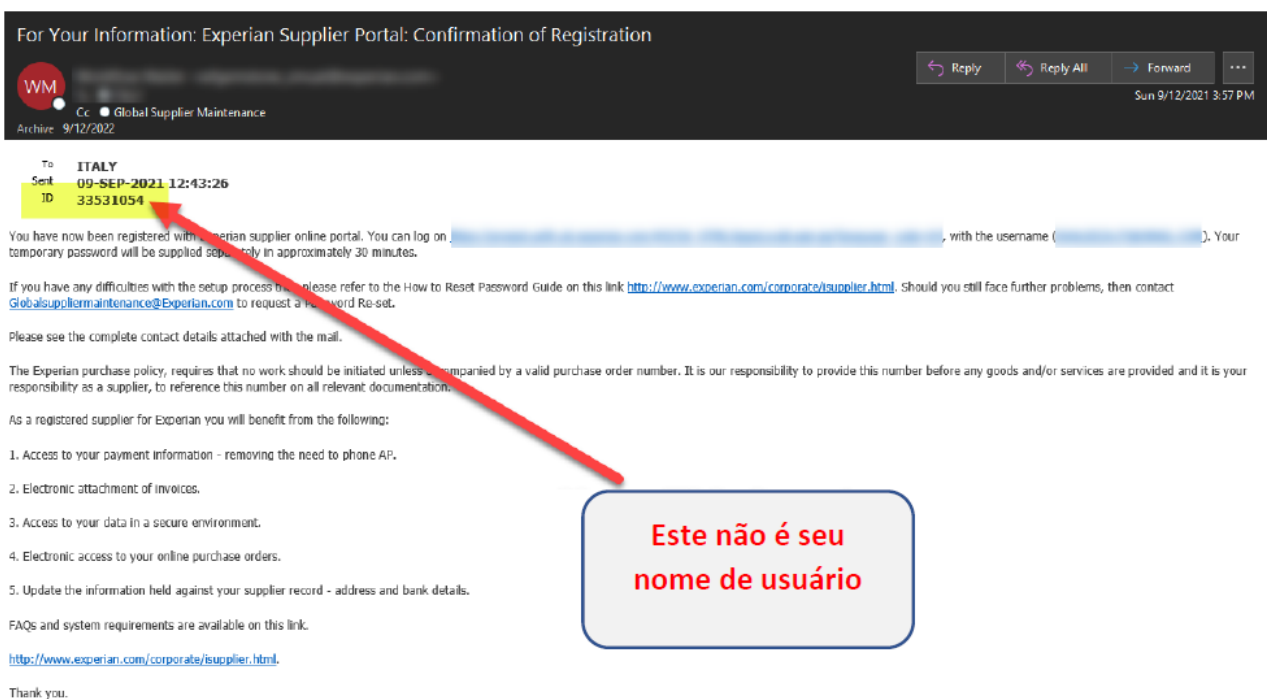 For Your Information: Experian Supplier Portal: Confirmation of Registration
WM
Reply
Reply All
Forward
...
Sun 9/12/2021 3:57 PM
Cc Global Supplier Maintenance
Archive 9/12/2022
To ITALY
Sent 09-SEP-2021 12:43:26
ID 33531054
You have now been registered with Experian supplier online portal. You can log on , with the username ( ). Your
temporary password will be supplied separately in approximately 30 minutes.
If you have any difficulties with the setup process then please refer to the How to Reset Password Guide on this link http://www.experian.com/corporate/isupplier.html. Should you still face further problems, then contact
Globalsuppliermaintenance@Experian.com to request a Password Re-set.
Please see the complete contact details attached with the mail.
The Experian purchase policy, requires that no work should be initiated unless accompanied by a valid purchase order number. It is our responsibility to provide this number before any goods and/or services are provided and it is your
responsibility as a supplier, to reference this number on all relevant documentation.
As a registered supplier for Experian you will benefit from the following:
1. Access to your payment information - removing the need to phone AP.
2. Electronic attachment of invoices.
3. Access to your data in a secure environment.
4. Electronic access to your online purchase orders.
5. Update the information held against your supplier record - address and bank details.
FAQs and system requirements are available on this link.
http://www.experian.com/corporate/isupplier.html.
Thank you.
Este não é seu
nome de usuário